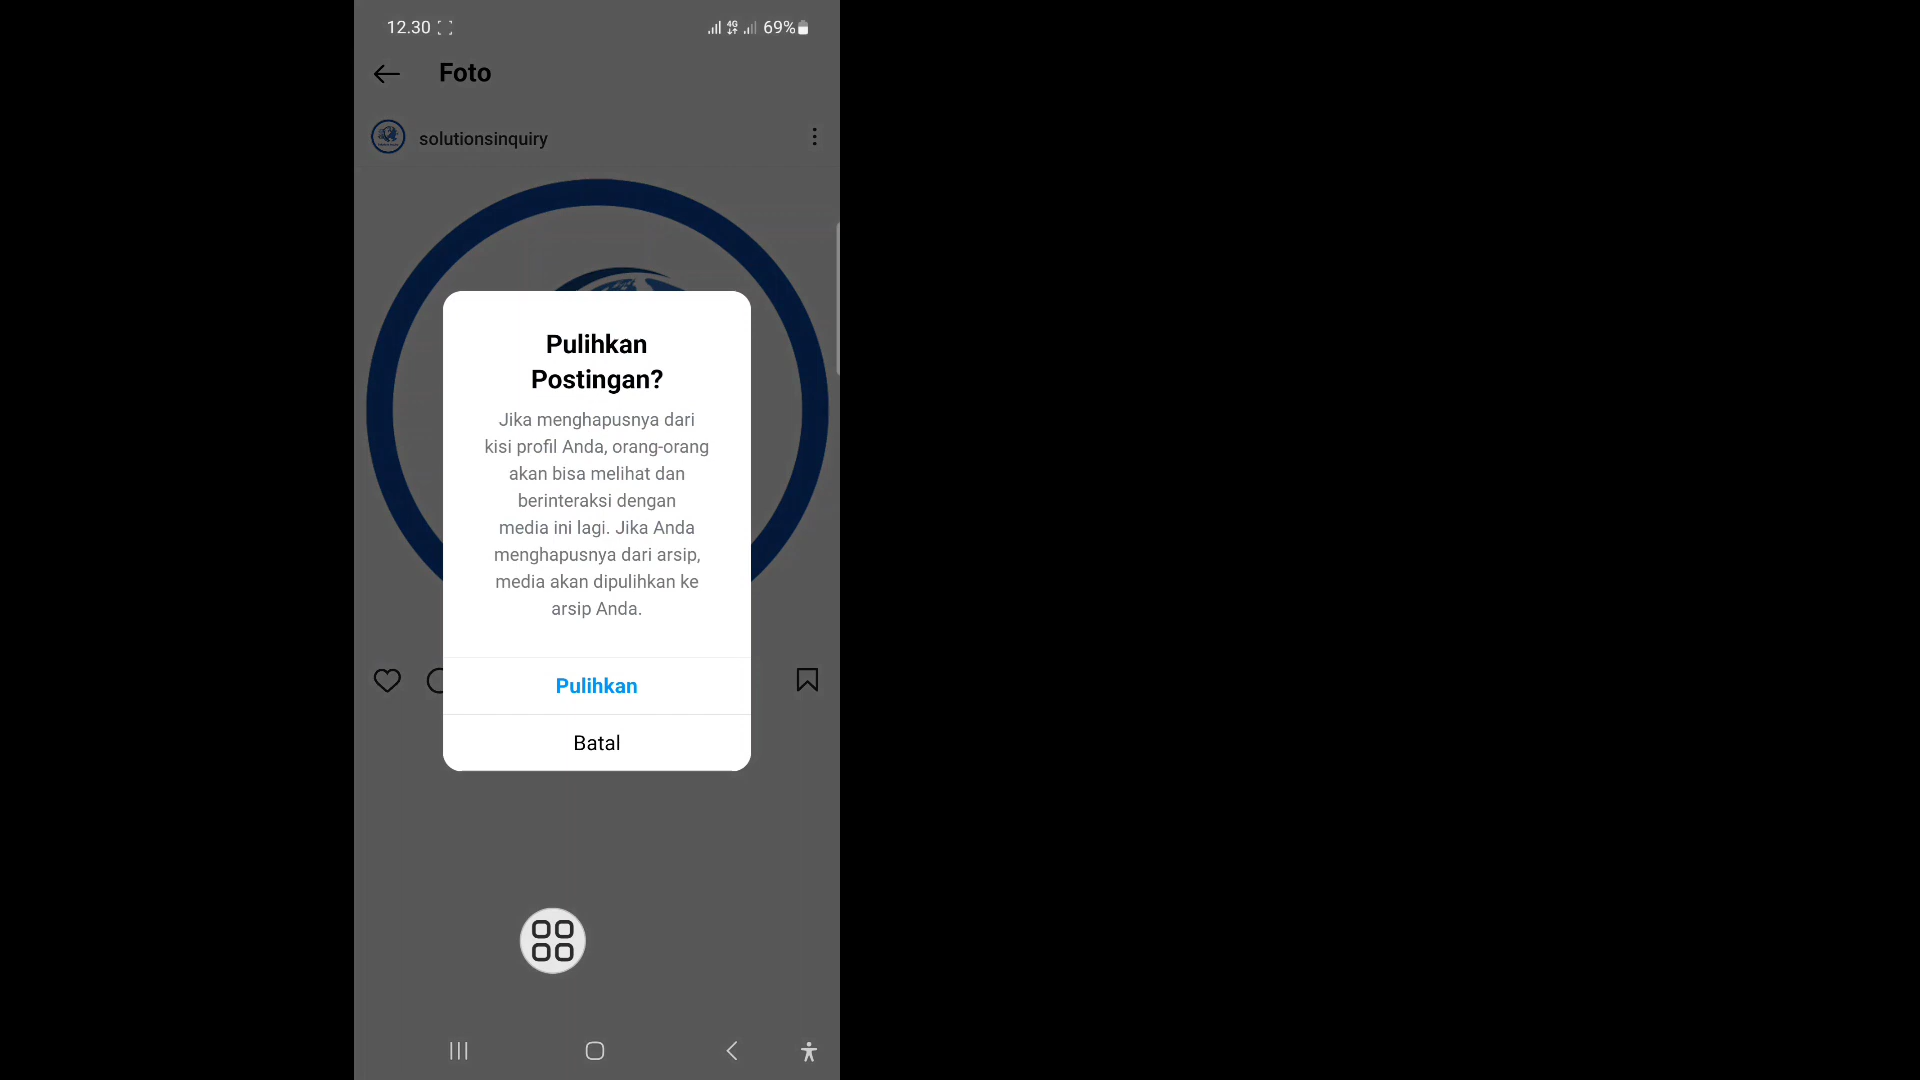 12.30
4G
69%
Foto
solutionsinquiry
Pulihkan
Postingan?
Jika menghapusnya dari
kisi profil Anda, orang-orang
akan bisa melihat dan
berinteraksi dengan
media ini lagi. Jika Anda
menghapusnya dari arsip,
media akan dipulihkan ke
arsip Anda.
Pulihkan
Batal